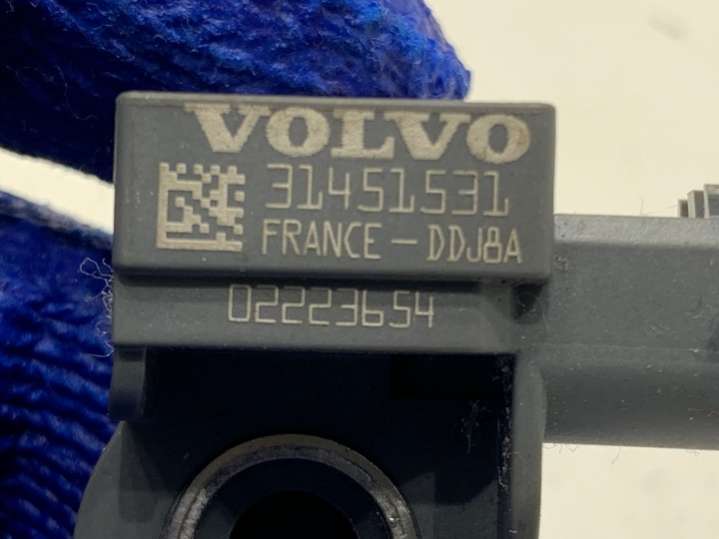 VOLVO
31451531
FRANCE - DDJ8A
02223654